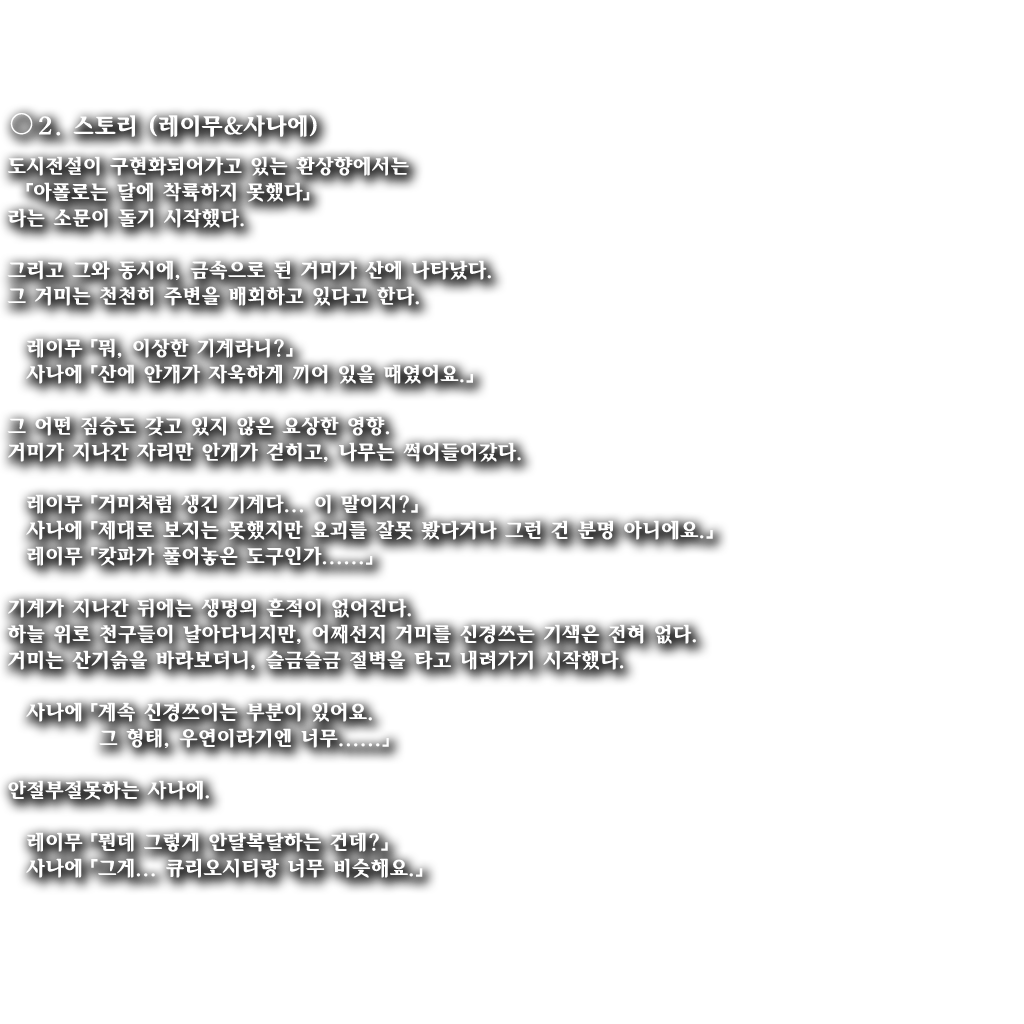 ○2. 스토리 (레이무&사나에)
도시전설이 구현화되어가고 있는 환상향에서는
「아폴로는 달에 착륙하지 못했다」
라는 소문이 돌기 시작했다.
그리고 그와 동시에, 금속으로 된 거미가 산에 나타났다.
그 거미는 천천히 주변을 배회하고 있다고 한다.
레이무「뭐, 이상한 기계라니?」
사나에「산에 안개가 자욱하게 끼어 있을 때였어요.」
그 어떤 짐승도 갖고 있지 않은 요상한 영향.
거미가 지나간 자리만 안개가 걷히고, 나무는 썩어들어갔다.
레이무「거미처럼 생긴 기계다... 이 말이지?」
사나에「제대로 보지는 못했지만 요괴를 잘못 봤다거나 그런 건 분명 아니에요.」
레이무「캇파가 풀어놓은 도구인가......」
기계가 지나간 뒤에는 생명의 흔적이 없어진다.
하늘 위로 천구들이 날아다니지만, 어째선지 거미를 신경쓰는 기색은 전혀 없다.
거미는 산기슭을 바라보더니, 슬금슬금 절벽을 타고 내려가기 시작했다.
사나에「계속 신경쓰이는 부분이 있어요.
그 형태, 우연이라기엔 너무......」
안절부절못하는 사나에.
레이무「뭔데 그렇게 안달복달하는 건데?」
사나에「그게... 큐리오시티랑 너무 비슷해요.」